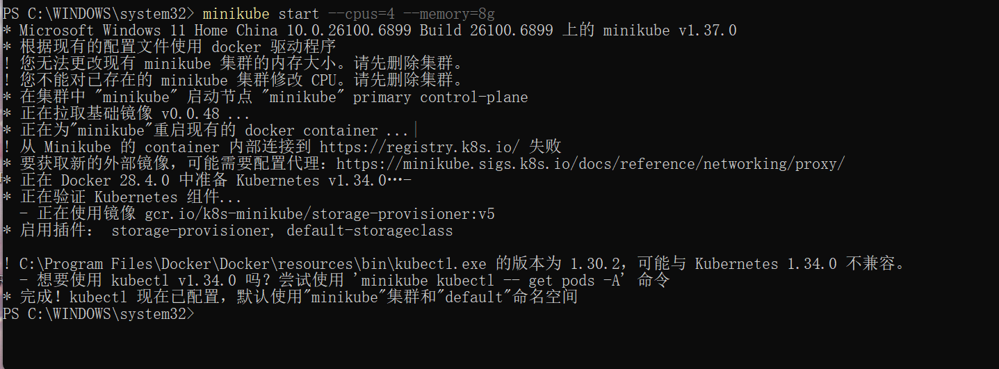 PS C:\WINDOWS\system32> minikube start --cpus=4 --memory=8g
* Microsoft Windows 11 Home China 10.0.26100.6899 Build 26100.6899 上的 minikube v1.37.0
* 根据现有的配置文件使用 docker 驱动程序
! 您无法更改现有 minikube 集群的内存大小。请先删除集群。
! 您不能对已存在的 minikube 集群修改 CPU。请先删除集群。
* 在集群中 "minikube" 启动节点 "minikube" primary control-plane
* 正在拉取基础镜像 v0.0.48 ...
* 正在为"minikube"重启现有的 docker container ...|
! 从 Minikube 的 container 内部连接到 https://registry.k8s.io/ 失败
* 要获取新的外部镜像，可能需要配置代理：https://minikube.sigs.k8s.io/docs/reference/networking/proxy/
* 正在 Docker 28.4.0 中准备 Kubernetes v1.34.0…-
* 正在验证 Kubernetes 组件...
  - 正在使用镜像 gcr.io/k8s-minikube/storage-provisioner:v5
* 启用插件： storage-provisioner, default-storageclass
! C:\Program Files\Docker\Docker\resources\bin\kubectl.exe 的版本为 1.30.2，可能与 Kubernetes 1.34.0 不兼容。
  - 想要使用 kubectl v1.34.0 吗？尝试使用 'minikube kubectl -- get pods -A' 命令
* 完成！kubectl 现在已配置，默认使用"minikube"集群和"default"命名空间
PS C:\WINDOWS\system32>